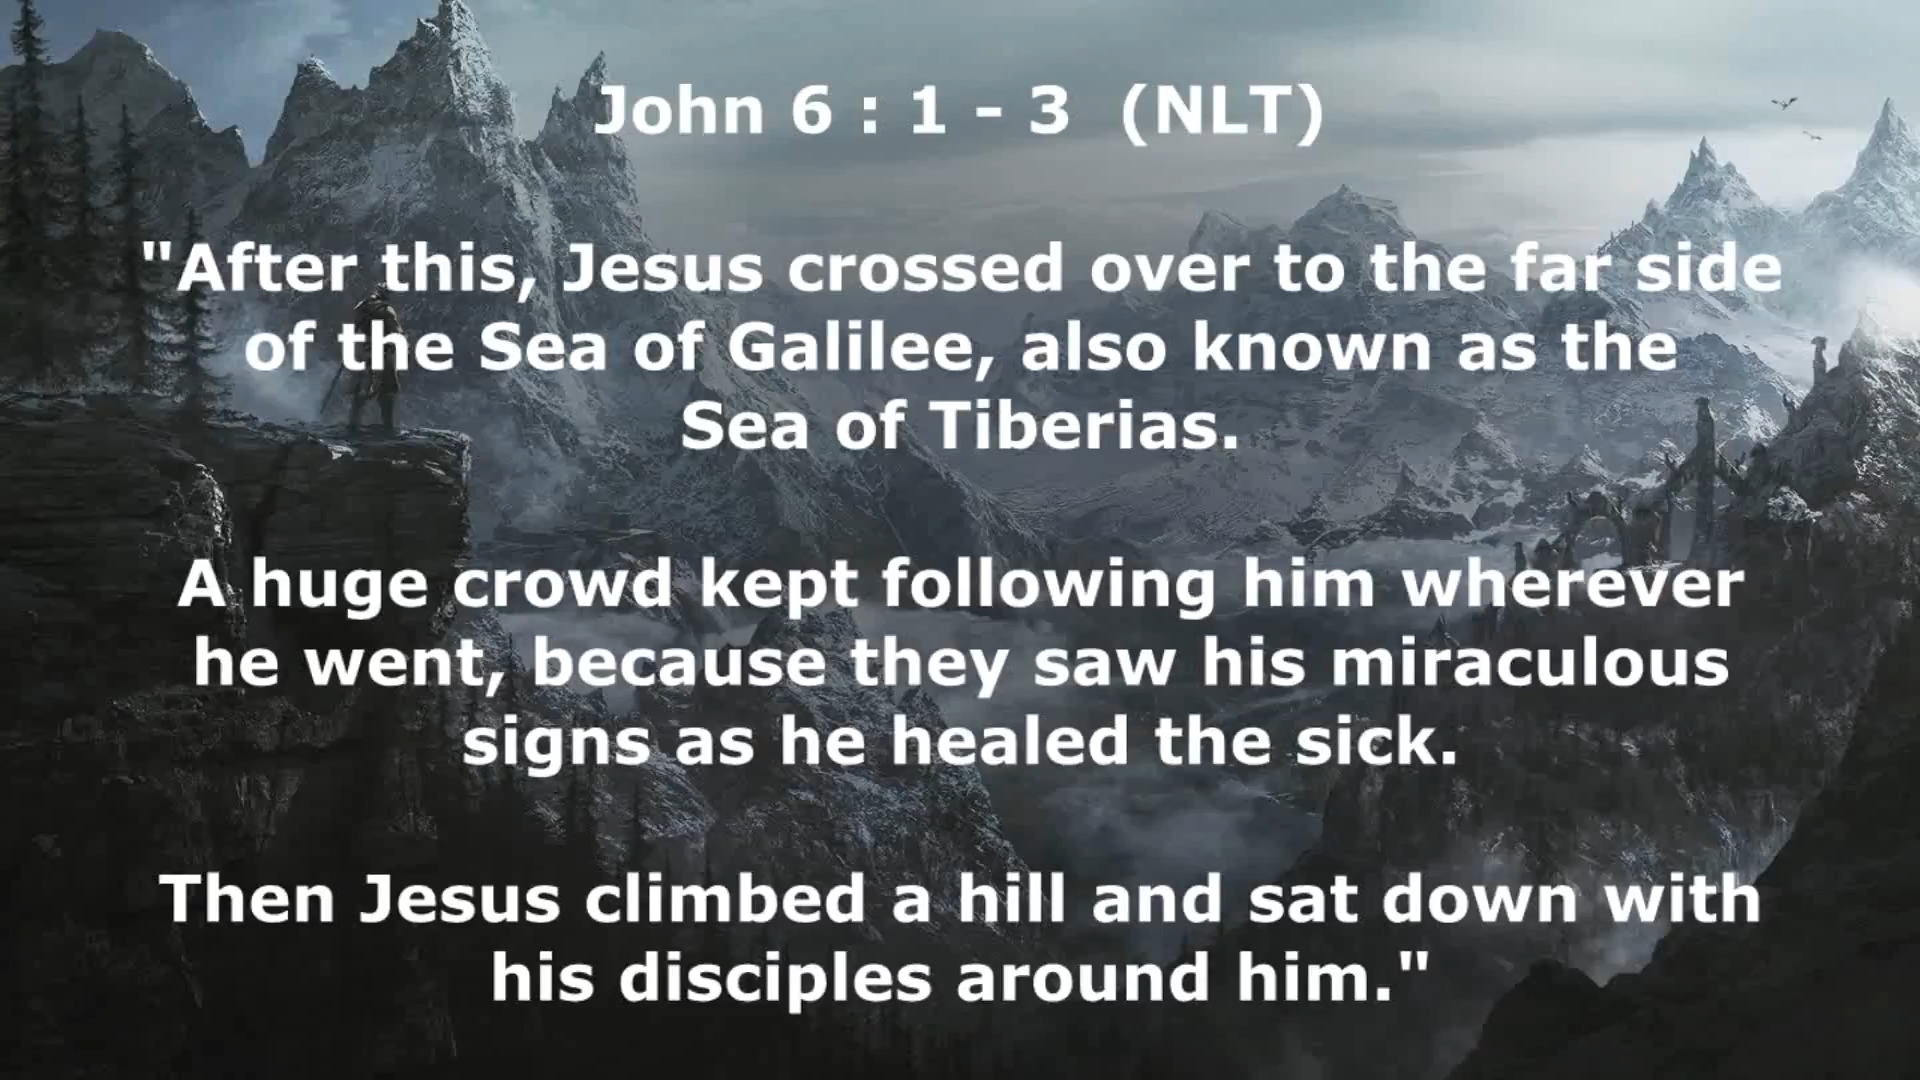 John 6 : 1 - 3 (NLT)
"After this, Jesus crossed over to the far side
of the Sea of Galilee, also known as the
Sea of Tiberias.
A huge crowd kept following him wherever
he went, because they saw his miraculous
signs as he healed the sick.
Then Jesus climbed a hill and sat down with
his disciples around him."